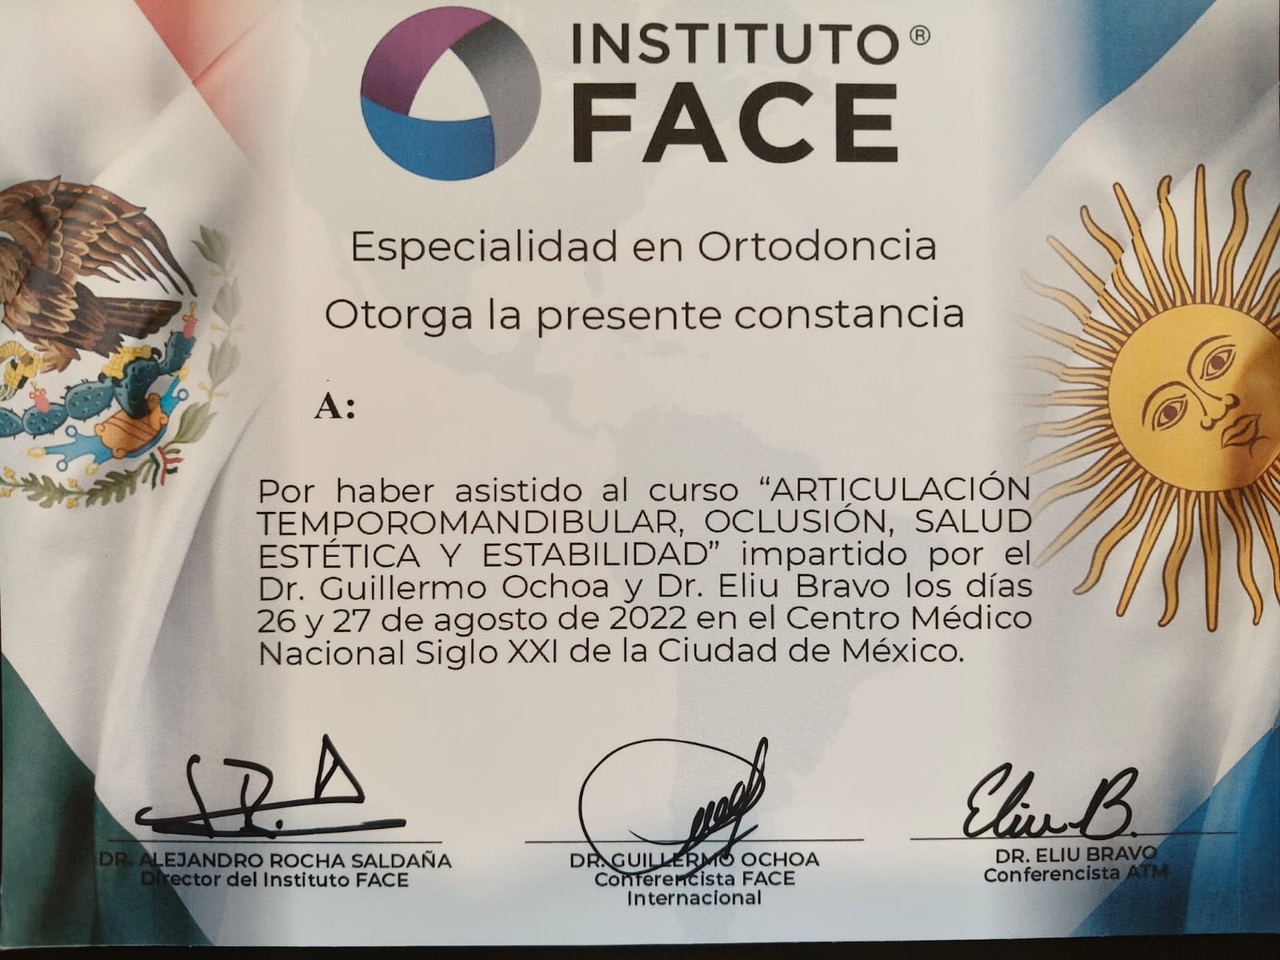 INSTITUTO®
FACE
Especialidad en Ortodoncia
Otorga la presente constancia
A:
Por haber asistido al curso “ARTICULACIÓN
TEMPOROMANDIBULAR, OCLUSIÓN, SALUD
ESTÉTICA Y ESTABILIDAD” impartido por el
Dr. Guillermo Ochoa y Dr. Eliu Bravo los días
26 y 27 de agosto de 2022 en el Centro Médico
Nacional Siglo XXI de la Ciudad de México.
Eliu B.
DR. ALEJANDRO ROCHA SALDAÑA
Director del Instituto FACE
DR. GUILLERMO OCHOA
Conferencista FACE
Internacional
DR. ELIU BRAVO
Conferencista ATM